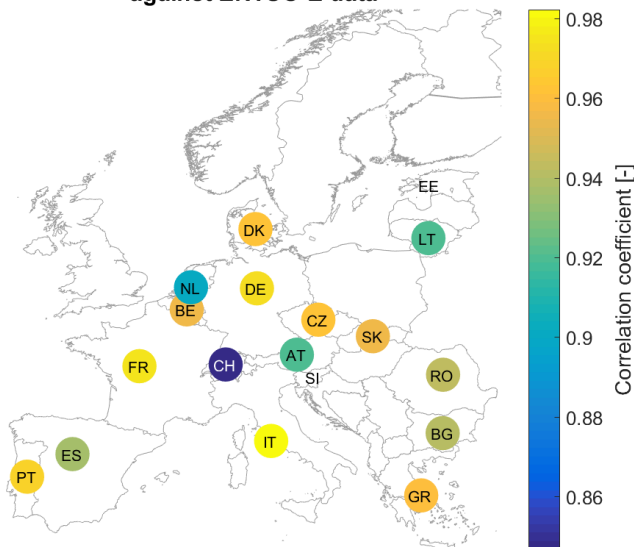 against ENTSO-E data
EE
DK
LT
NL
DE
BE
CZ
SK
AT
FR
CH
SI
RO
IT
BG
ES
PT
GR
0.98
0.96
0.94
0.92
0.9
0.88
0.86
Correlation coefficient [-]